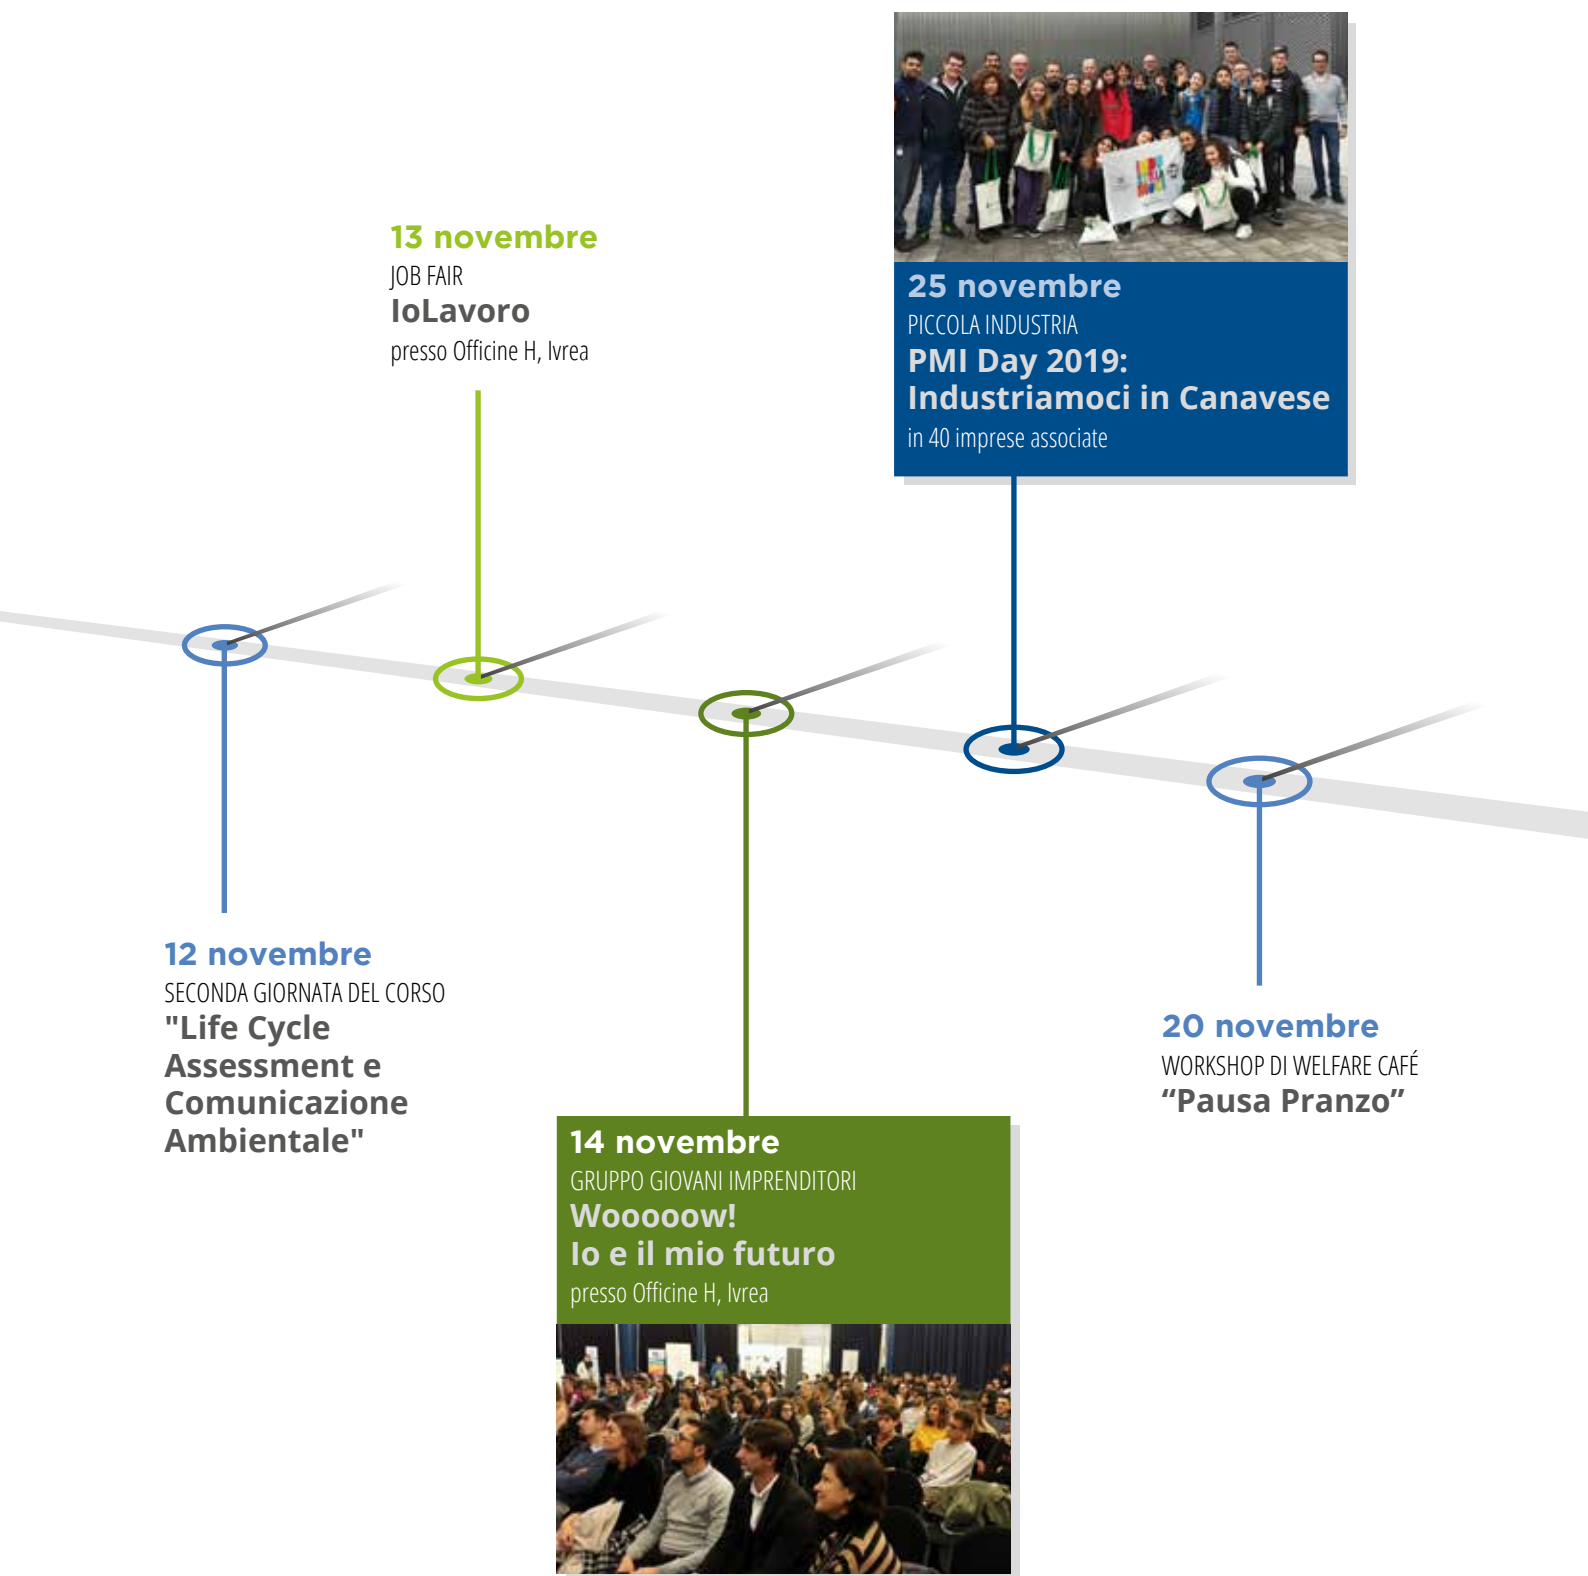 13 novembre
JOB FAIR
IoLavoro
presso Officine H, Ivrea
25 novembre
PICCOLA INDUSTRIA
PMI Day 2019:
Industriamoci in Canavese
in 40 imprese associate
12 novembre
SECONDA GIORNATA DEL CORSO
"Life Cycle
Assessment e
Comunicazione
Ambientale"
14 novembre
GRUPPO GIOVANI IMPRENDITORI
Wooooow!
Io e il mio futuro
presso Officine H, Ivrea
20 novembre
WORKSHOP DI WELFARE CAFÉ
“Pausa Pranzo”